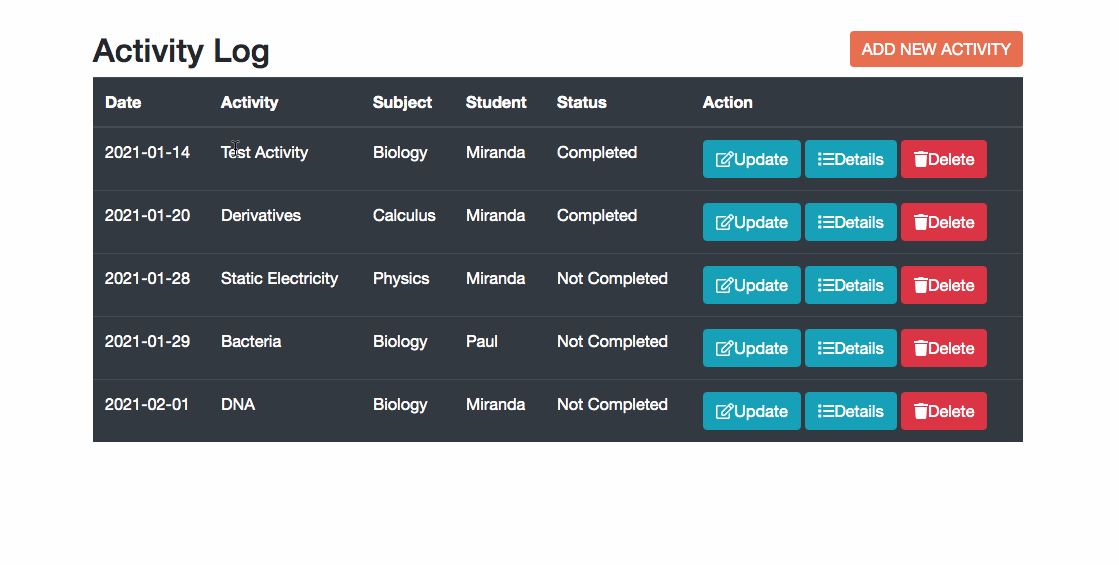 Activity Log
ADD NEW ACTIVITY
Date Activity Subject Student Status Action
2021-01-14 Test Activity Biology Miranda Completed Update Details Delete
2021-01-20 Derivatives Calculus Miranda Completed Update Details Delete
2021-01-28 Static Electricity Physics Miranda Not Completed Update Details Delete
2021-01-29 Bacteria Biology Paul Not Completed Update Details Delete
2021-02-01 DNA Biology Miranda Not Completed Update Details Delete